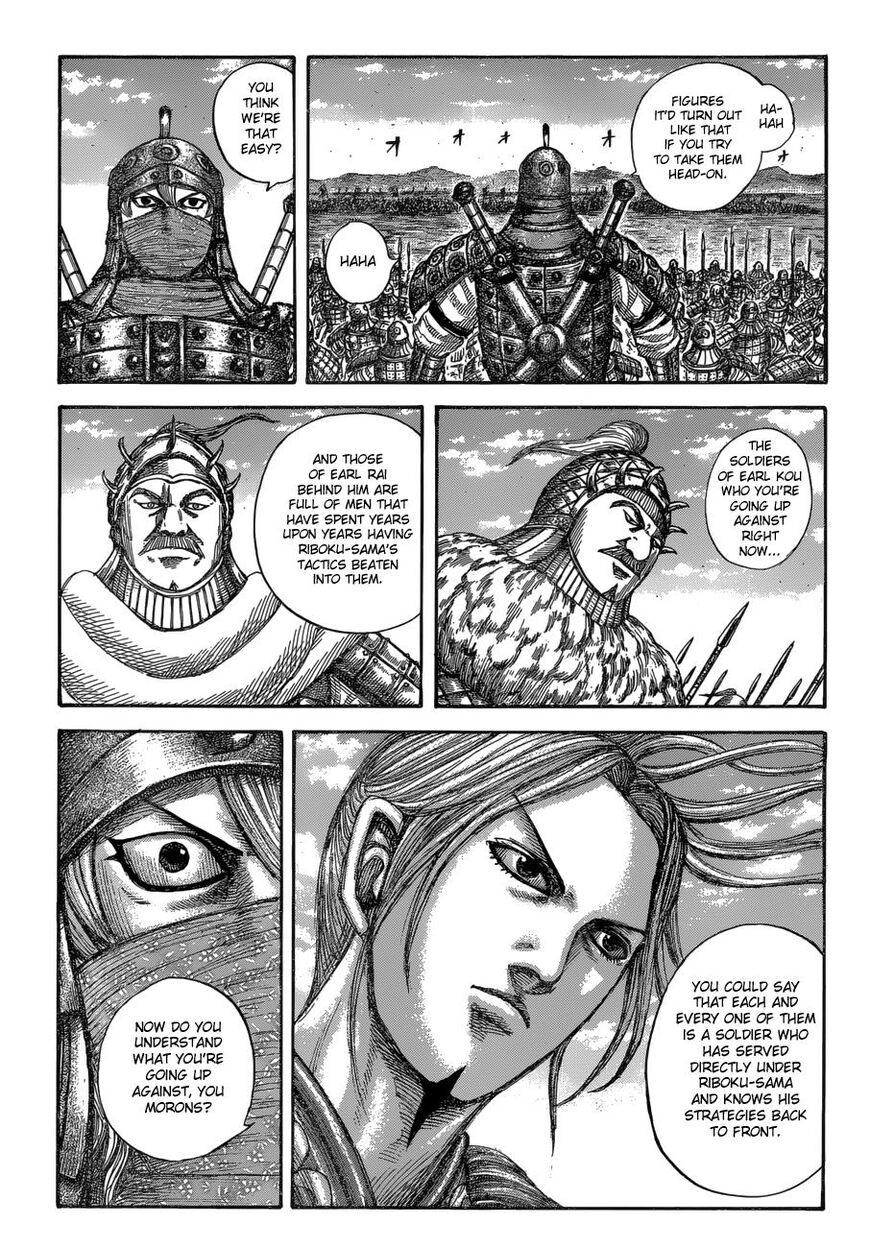 HA-
HAH
FIGURES
IT'D TURN OUT
LIKE THAT
IF YOU TRY
TO TAKE THEM
HEAD-ON.
オ
オ
オ
オ
オ
HAHA
YOU
THINK
WE'RE
THAT
EASY?
THE
SOLDIERS
OF EARL KOU
WHO YOU'RE
GOING UP
AGAINST
RIGHT
NOW...
AND THOSE
OF EARL RAI
BEHIND HIM ARE
FULL OF MEN THAT
HAVE SPENT YEARS
UPON YEARS HAVING
RIBOKU-SAMA'S
TACTICS BEATEN
INTO THEM.
YOU COULD SAY
THAT EACH AND
EVERY ONE OF THEM
IS A SOLDIER WHO
HAS SERVED
DIRECTLY UNDER
RIBOKU-SAMA
AND KNOWS HIS
STRATEGIES BACK
TO FRONT.
NOW DO YOU
UNDERSTAND
WHAT YOU'RE
GOING UP
AGAINST, YOU
MORONS?